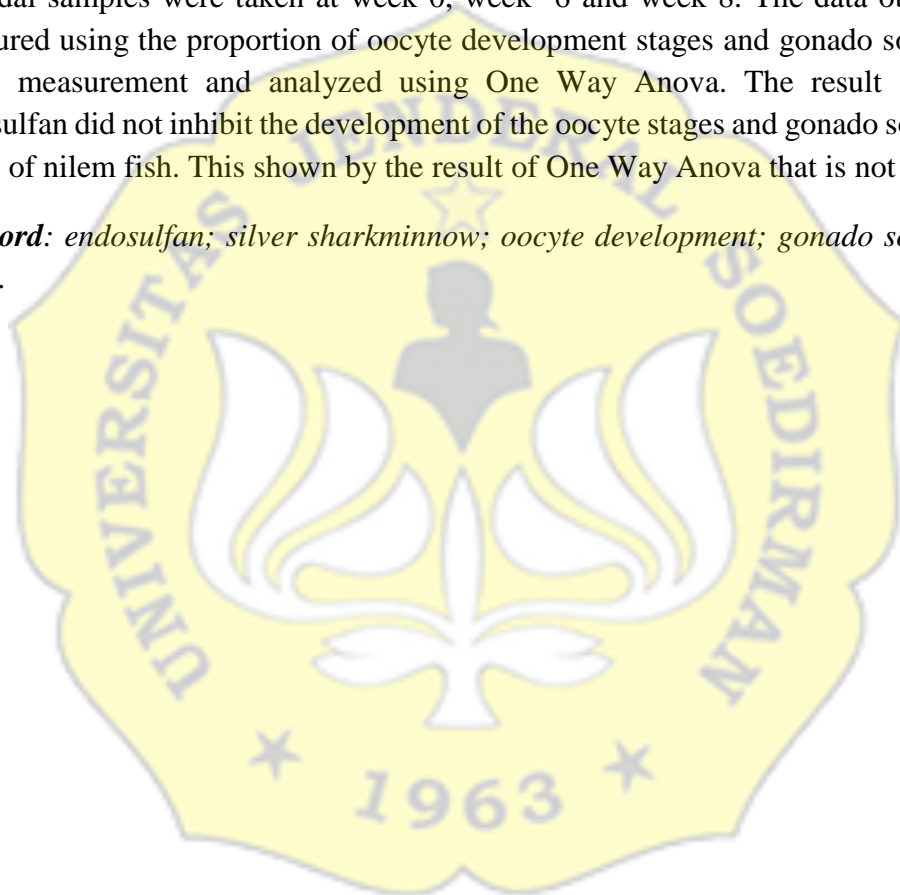 dal samples were taken at week 0, week 6 and week 8. The data ob
ured using the proportion of oocyte development stages and gonado so
measurement and analyzed using One Way Anova. The result
sulfan did not inhibit the development of the oocyte stages and gonado so
of nilem fish. This shown by the result of One Way Anova that is not
ord: endosulfan; silver sharkminnow; oocyte development; gonado so
.
UNIVERSITAS JENDERAL SOEDIRMAN
1963